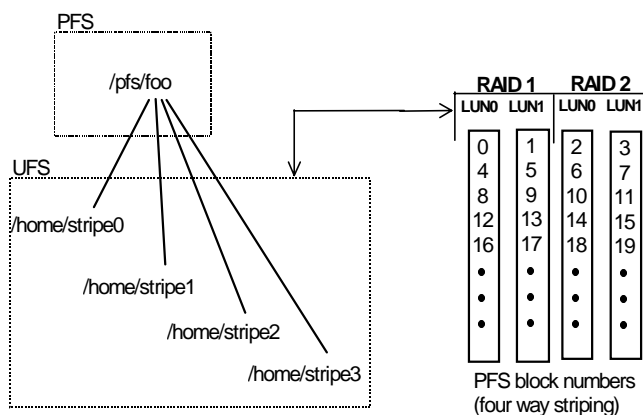 PFS
/pfs/foo
UFS
/home/stripe0
/home/stripe1
/home/stripe2
/home/stripe3
RAID 1 RAID 2
LUN0 LUN1 LUN0 LUN1
0 1 2 3
4 5 6 7
8 9 10 11
12 13 14 15
16 17 18 19
PFS block numbers
(four way striping)